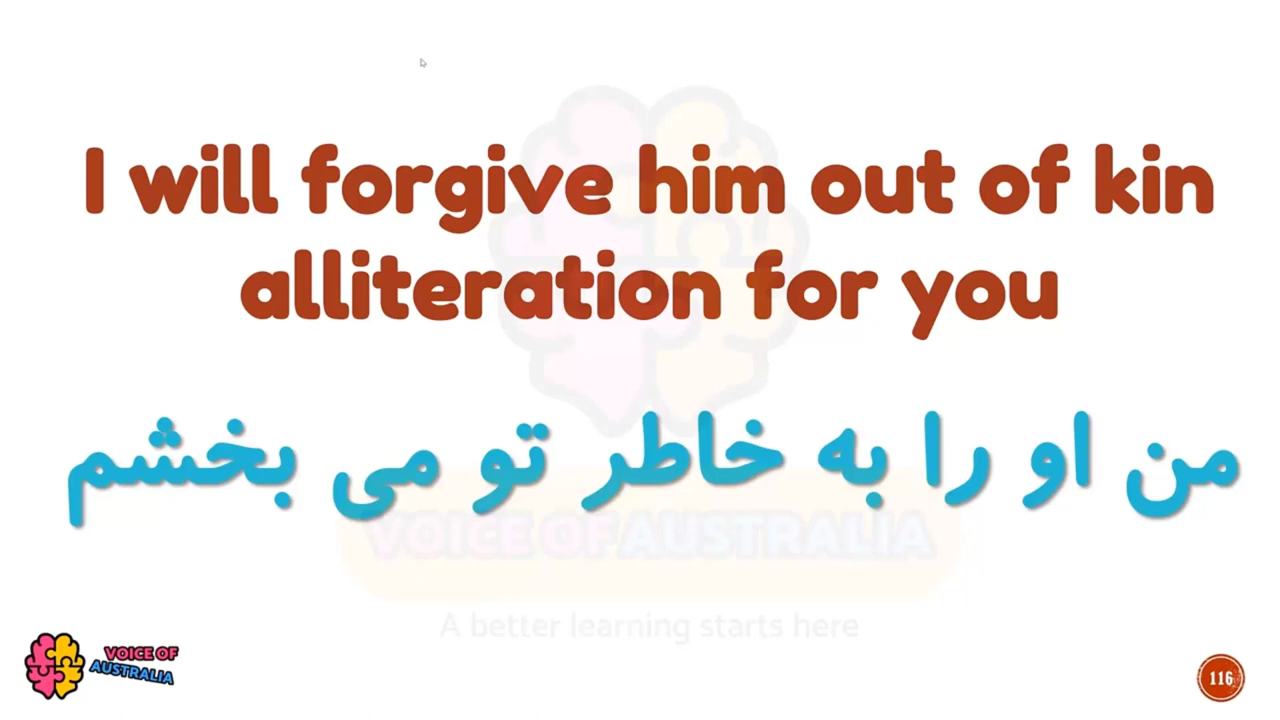 I will forgive him out of kin
alliteration for you
من او را به خاطر تو می بخشم
VOICE OF AUSTRALIA
A better learning starts here
VOICE OF
AUSTRALIA
116